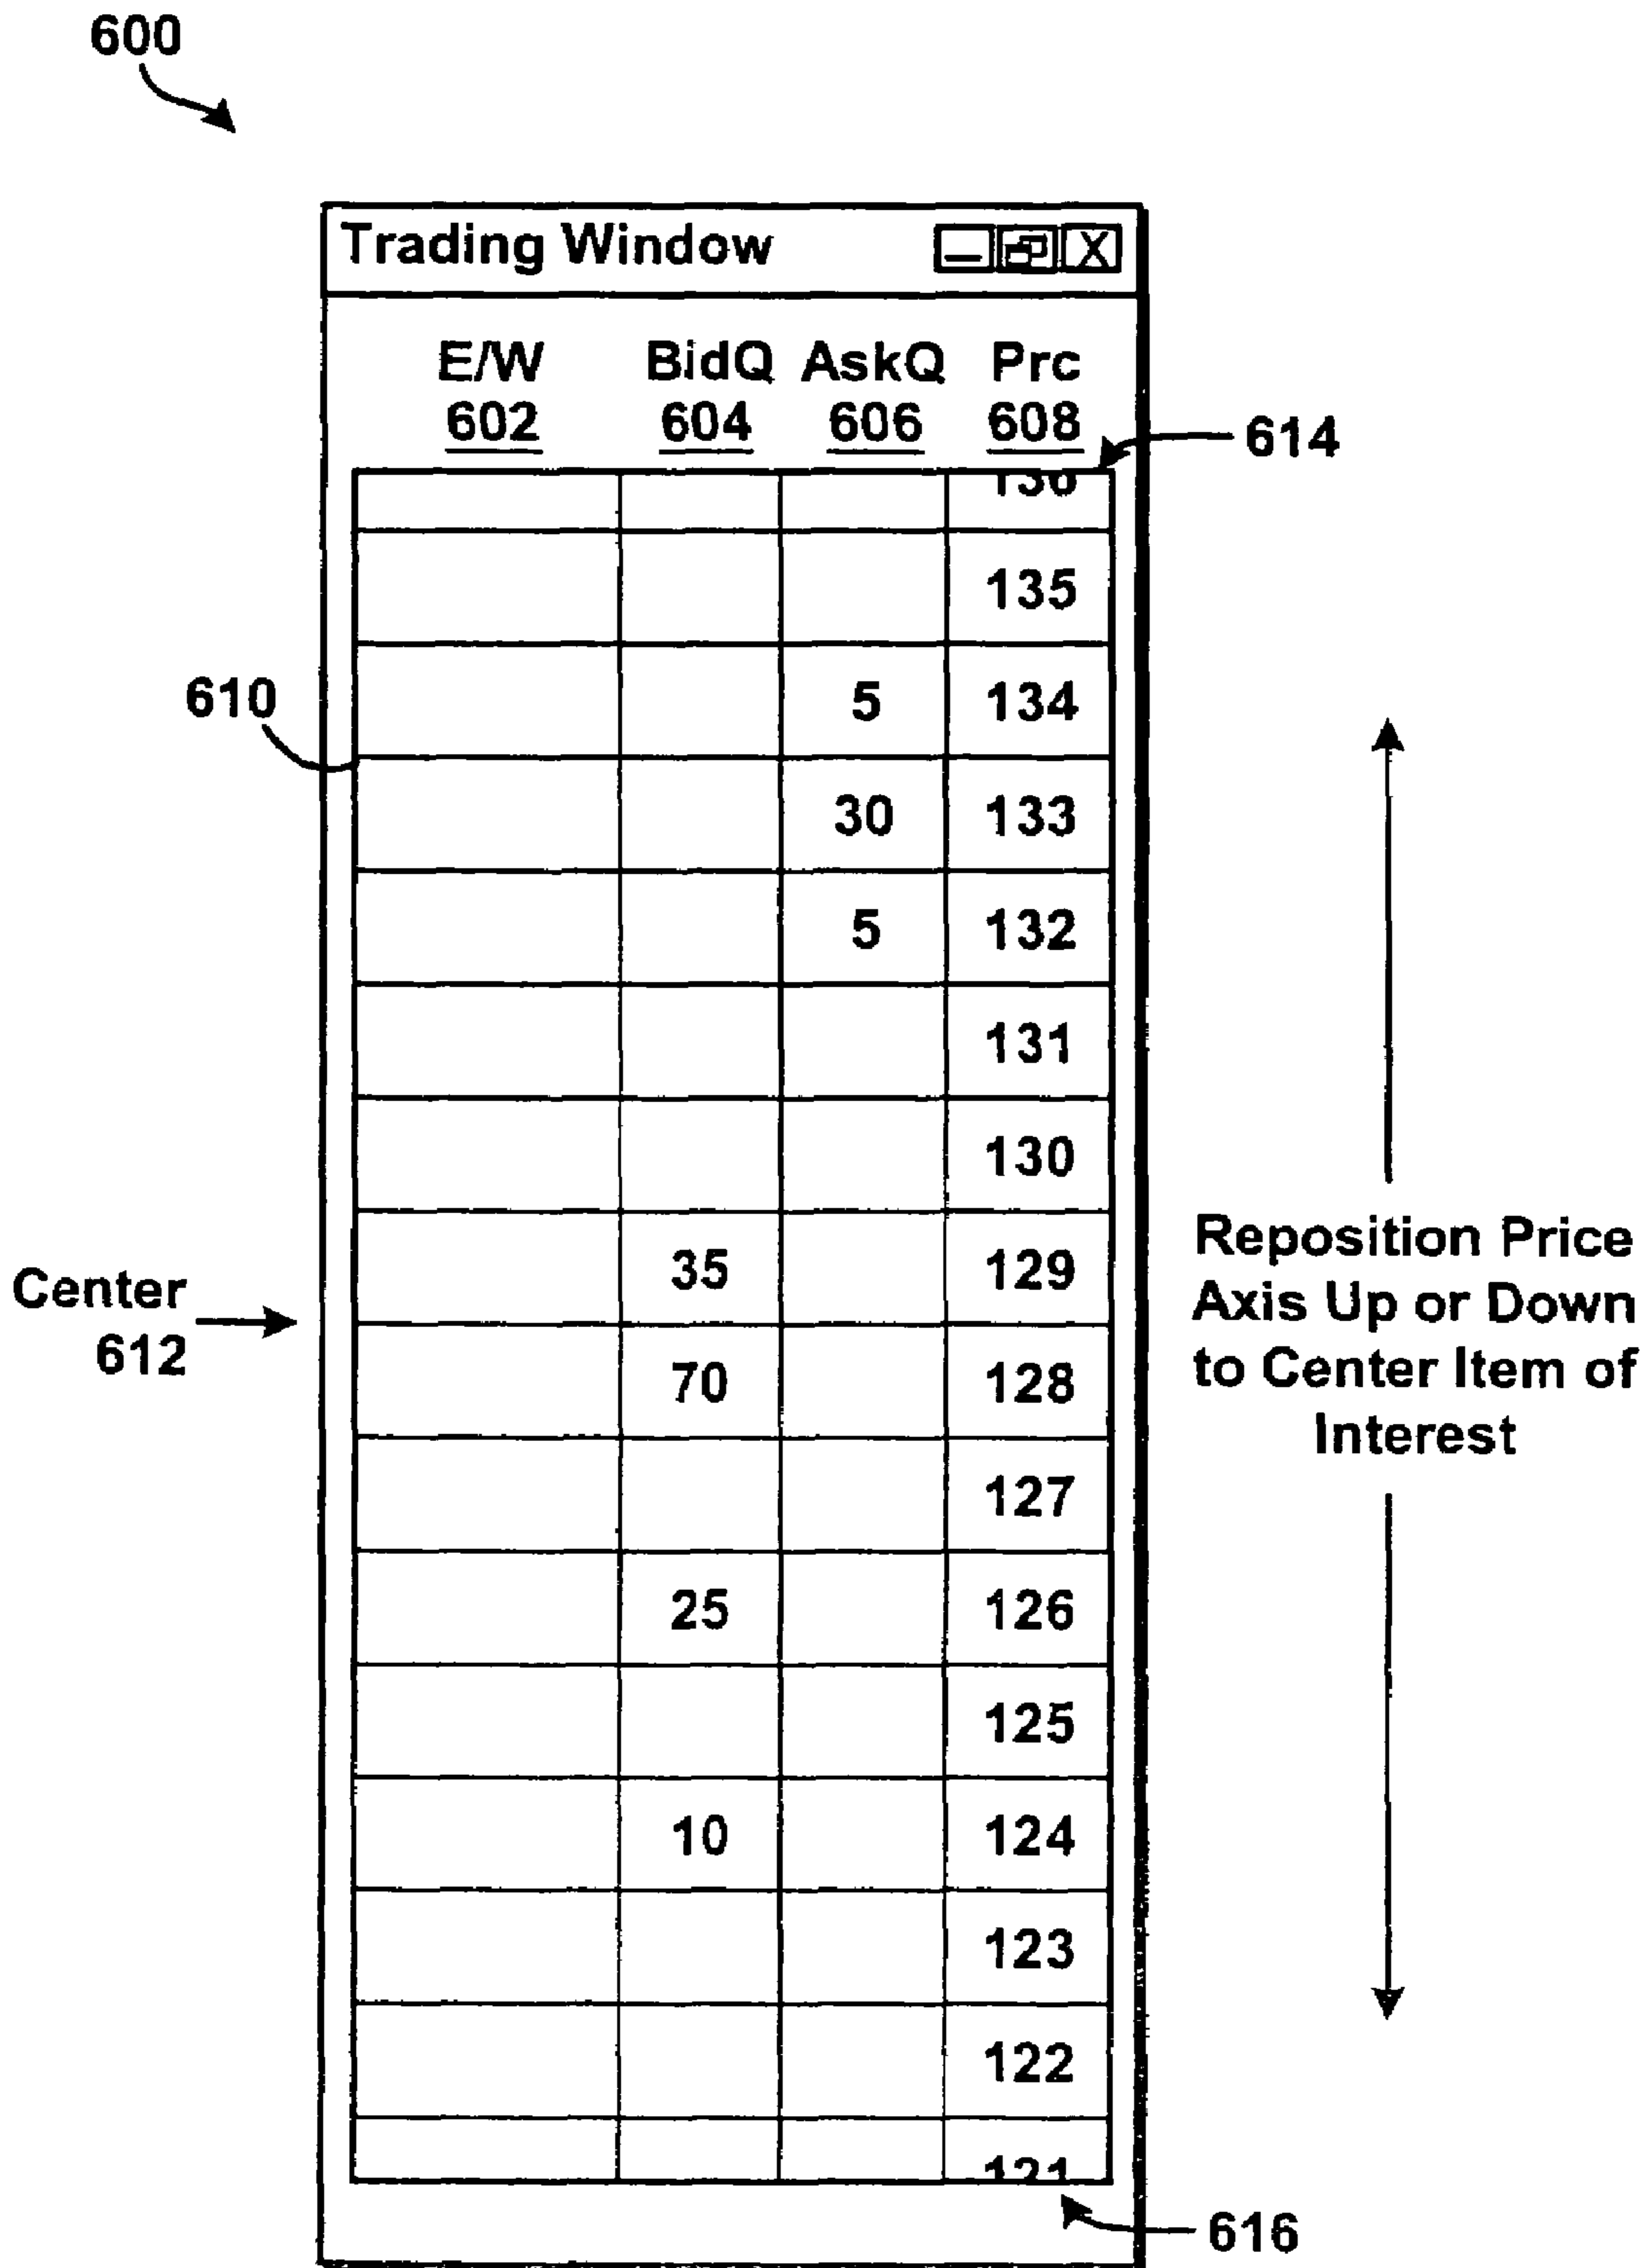 600
Trading Window
E/W BidQ AskQ Prc
602 604 606 608
614
136
135
610
5 134
30 133
5 132
131
130
35 129
Center
612
70 128
127
25 126
125
10 124
123
122
121
616
Reposition Price
Axis Up or Down
to Center Item of
Interest